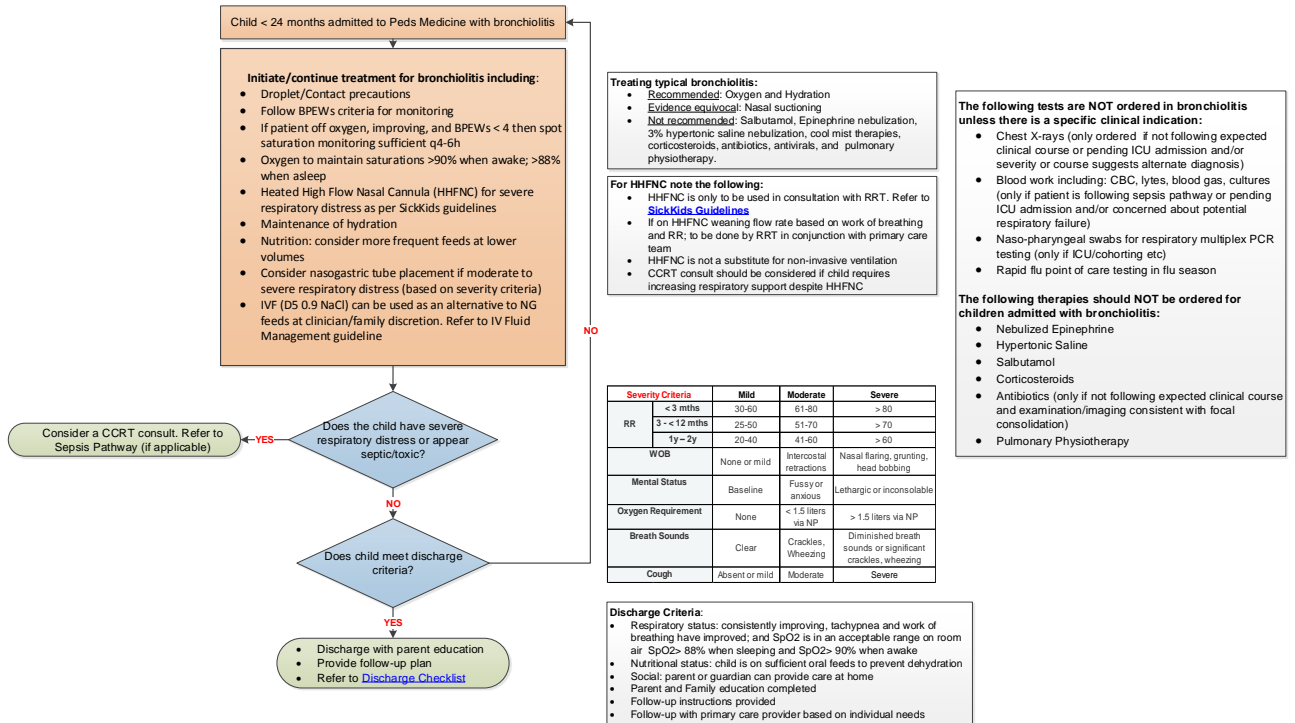 Child < 24 months admitted to Peds Medicine with bronchiolitis
Initiate/continue treatment for bronchiolitis including:
• Droplet/Contact precautions
• Follow BPEWs criteria for monitoring
• If patient off oxygen, improving, and BPEWs < 4 then spot
saturation monitoring sufficient q4-6h
• Oxygen to maintain saturations >90% when awake; >88%
when asleep
• Heated High Flow Nasal Cannula (HHFNC) for severe
respiratory distress as per SickKids guidelines
• Maintenance of hydration
• Nutrition: consider more frequent feeds at lower
volumes
• Consider nasogastric tube placement if moderate to
severe respiratory distress (based on severity criteria)
• IVF (D5 0.9 NaCl) can be used as an alternative to NG
feeds at clinician/family discretion. Refer to IV Fluid
Management guideline
Does the child have severe
respiratory distress or appear
septic/toxic?
YES
Consider a CCRT consult. Refer to
Sepsis Pathway (if applicable)
NO
Does child meet discharge
criteria?
NO
YES
• Discharge with parent education
• Provide follow-up plan
• Refer to Discharge Checklist
Treating typical bronchiolitis:
• Recommended: Oxygen and Hydration
• Evidence equivocal: Nasal suctioning
• Not recommended: Salbutamol, Epinephrine nebulization,
3% hypertonic saline nebulization, cool mist therapies,
corticosteroids, antibiotics, antivirals, and pulmonary
physiotherapy.
For HHFNC note the following:
• HHFNC is only to be used in consultation with RRT. Refer to
SickKids Guidelines
• If on HHFNC weaning flow rate based on work of breathing
and RR; to be done by RRT in conjunction with primary care
team
• HHFNC is not a substitute for non-invasive ventilation
• CCRT consult should be considered if child requires
increasing respiratory support despite HHFNC
Severity Criteria Mild Moderate Severe
RR < 3 mths 30-60 61-80 > 80
3 - < 12 mths 25-50 51-70 > 70
1y – 2y 20-40 41-60 > 60
WOB None or mild Intercostal retractions Nasal flaring, grunting, head bobbing
Mental Status Baseline Fussy or anxious Lethargic or inconsolable
Oxygen Requirement None < 1.5 liters via NP > 1.5 liters via NP
Breath Sounds Clear Crackles, Wheezing Diminished breath sounds or significant crackles, wheezing
Cough Absent or mild Moderate Severe
Discharge Criteria:
• Respiratory status: consistently improving, tachypnea and work of
breathing have improved; and SpO2 is in an acceptable range on room
air SpO2> 88% when sleeping and SpO2> 90% when awake
• Nutritional status: child is on sufficient oral feeds to prevent dehydration
• Social: parent or guardian can provide care at home
• Parent and Family education completed
• Follow-up instructions provided
• Follow-up with primary care provider based on individual needs
The following tests are NOT ordered in bronchiolitis
unless there is a specific clinical indication:
• Chest X-rays (only ordered if not following expected
clinical course or pending ICU admission and/or
severity or course suggests alternate diagnosis)
• Blood work including: CBC, lytes, blood gas, cultures
(only if patient is following sepsis pathway or pending
ICU admission and/or concerned about potential
respiratory failure)
• Naso-pharyngeal swabs for respiratory multiplex PCR
testing (only if ICU/cohorting etc)
• Rapid flu point of care testing in flu season
The following therapies should NOT be ordered for
children admitted with bronchiolitis:
• Nebulized Epinephrine
• Hypertonic Saline
• Salbutamol
• Corticosteroids
• Antibiotics (only if not following expected clinical course
and examination/imaging consistent with focal
consolidation)
• Pulmonary Physiotherapy